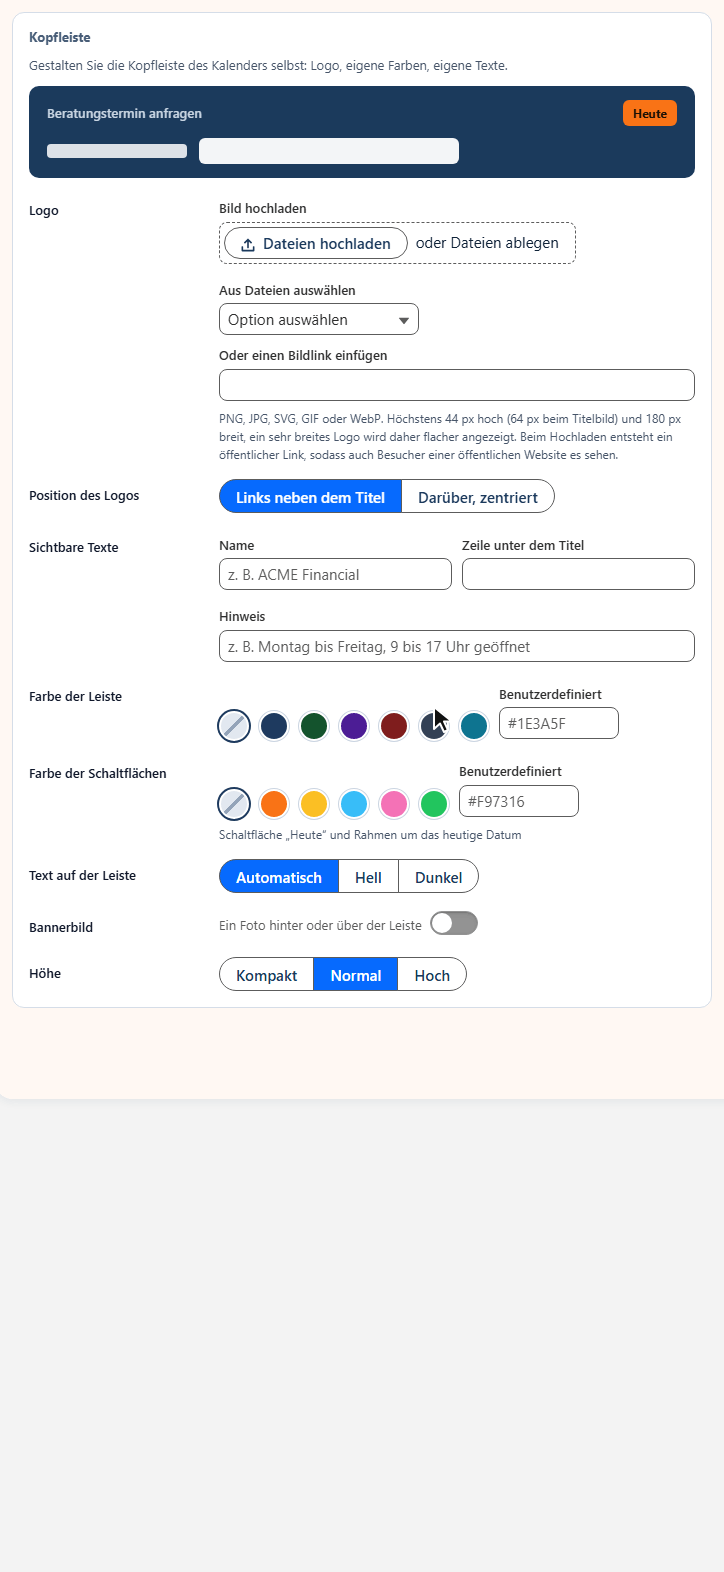 Kopfleiste
Gestalten Sie die Kopfleiste des Kalenders selbst: Logo, eigene Farben, eigene Texte.
Beratungstermin anfragen
Heute
Logo
Bild hochladen
Dateien hochladen
oder Dateien ablegen
Aus Dateien auswählen
Option auswählen
Oder einen Bildlink einfügen
PNG, JPG, SVG, GIF oder WebP. Höchstens 44 px hoch (64 px beim Titelbild) und 180 px
breit, ein sehr breites Logo wird daher flacher angezeigt. Beim Hochladen entsteht ein
öffentlicher Link, sodass auch Besucher einer öffentlichen Website es sehen.
Position des Logos
Links neben dem Titel
Darüber, zentriert
Sichtbare Texte
Name
Zeile unter dem Titel
z. B. ACME Financial
Hinweis
z. B. Montag bis Freitag, 9 bis 17 Uhr geöffnet
Farbe der Leiste
Benutzerdefiniert
#1E3A5F
Farbe der Schaltflächen
Benutzerdefiniert
#F97316
Schaltfläche „Heute“ und Rahmen um das heutige Datum
Text auf der Leiste
Automatisch
Hell
Dunkel
Bannerbild
Ein Foto hinter oder über der Leiste
Höhe
Kompakt
Normal
Hoch